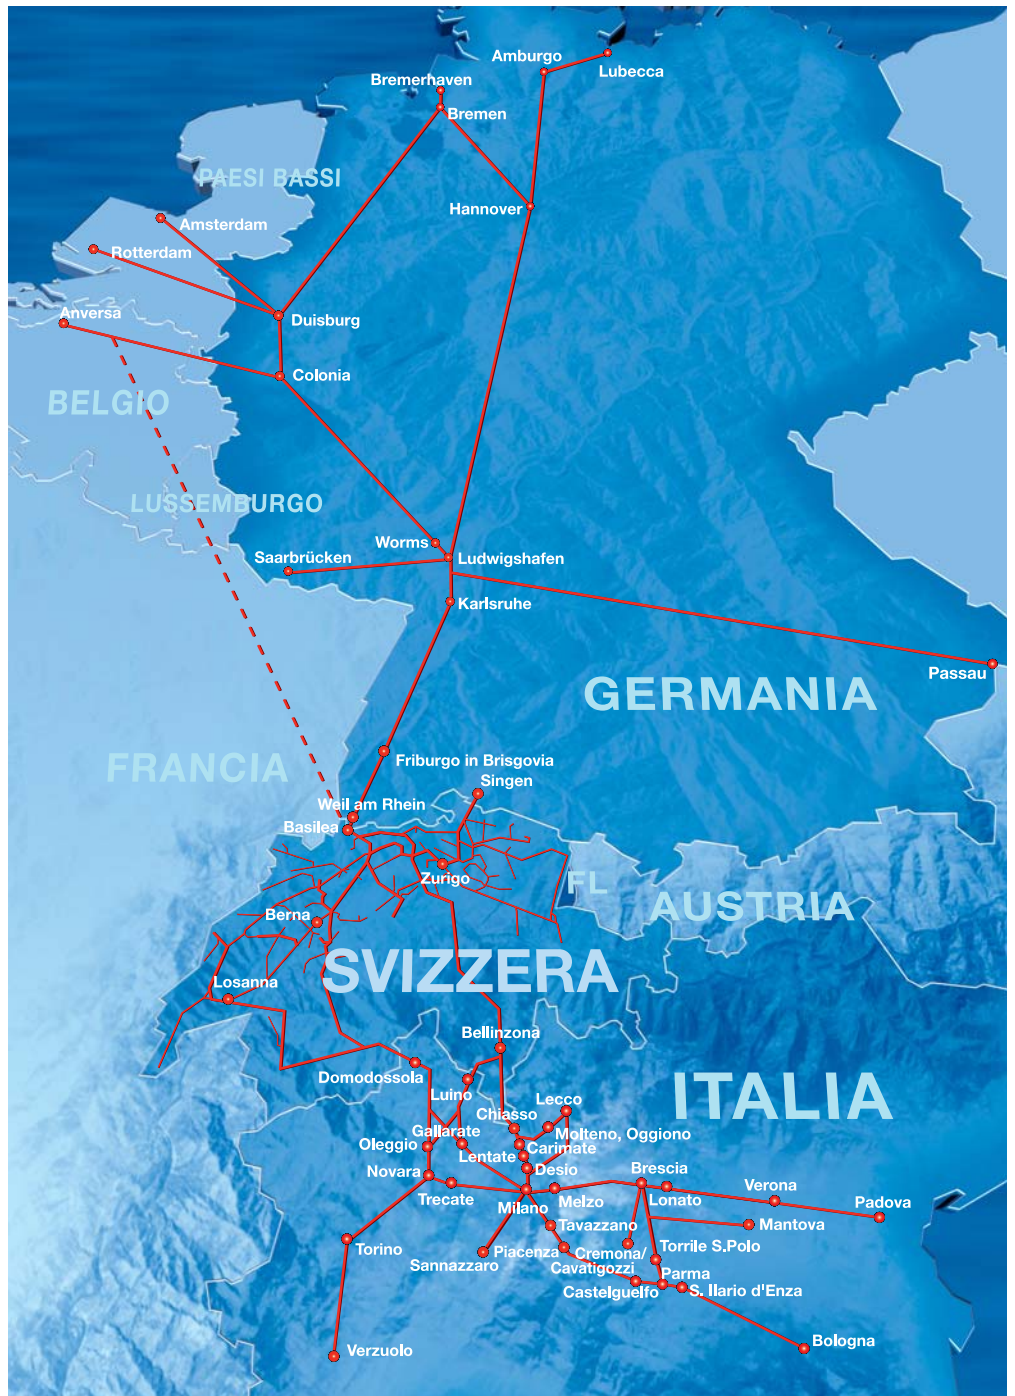 Amburgo
Lubecca
Bremerhaven
Bremen
PAESI BASSI
Hannover
Amsterdam
Rotterdam
Anversa
Duisburg
Colonia
BELGIO
LUSSEMBURGO
Worms
Saarbrücken
Ludwigshafen
Karlsruhe
Passau
GERMANIA
FRANCIA
Friburgo in Brisgovia
Singen
Weil am Rhein
Basilea
Zurigo
FL
AUSTRIA
Berna
SVIZZERA
Losanna
Bellinzona
Domodossola
Luino
ITALIA
Lecco
Chiasso
Gallarate
Molteno, Oggiono
Oleggio
Carimate
Lentate
Novara
Desio
Brescia
Trecate
Milano
Melzo
Lonato
Verona
Padova
Tavazzano
Mantova
Torino
Piacenza
Cremona/
Cavatigozzi
Torrile S.Polo
Sannazzaro
Parma
Castelguelfo
S. Ilario d'Enza
Bologna
Verzuolo